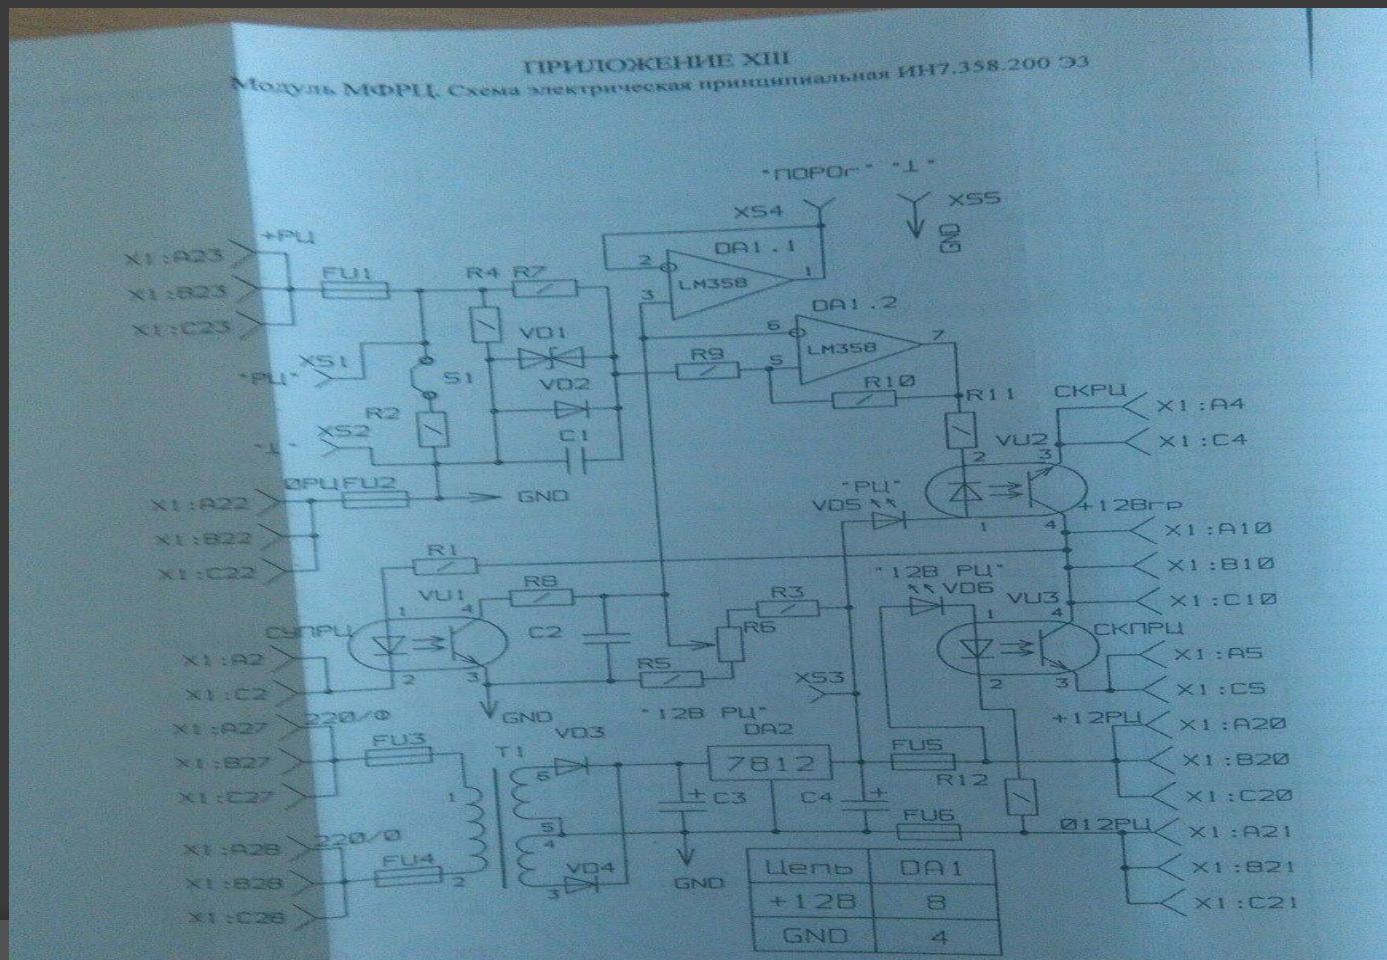 ПРИЛОЖЕНИЕ XIII
Модуль МФРЦ. Схема электрическая принципиальная ИН7.358.200 Э3
"ПОРОГ" "⊥"
XS4
XS5
GND
+РЦ
X1:A23
X1:B23
X1:C23
FU1
R4 R7
DA1.1
2
3
1
LM358
DA1.2
6
5
7
LM358
VD1
XS1
"РЦ"
S1
VD2
R9
R10
R11
R2
XS2
"⊥"
C1
СКРЦ
X1:A4
X1:C4
VU2
2
3
1
4
0РЦ FU2
GND
X1:A22
X1:B22
X1:C22
"РЦ"
VD5
+12Вгр
X1:A10
X1:B10
X1:C10
R1
VU1
1
4
2
3
R8
C2
R3
R6
R5
"12В РЦ"
VD6
VU3
1
4
2
3
СУПРЦ
X1:A2
X1:C2
СКПРЦ
X1:A5
X1:C5
GND
XS3
"12В РЦ"
220/Ф
X1:A27
X1:B27
X1:C27
FU3
T1
VD3
DA2
7812
FU5
R12
+12РЦ
X1:A20
X1:B20
X1:C20
1
2
6
5
4
3
C3
C4
+
+
FU6
220/0
X1:A28
X1:B28
X1:C28
FU4
VD4
GND
012РЦ
X1:A21
X1:B21
X1:C21
Цепь DA1
+12В 8
GND 4